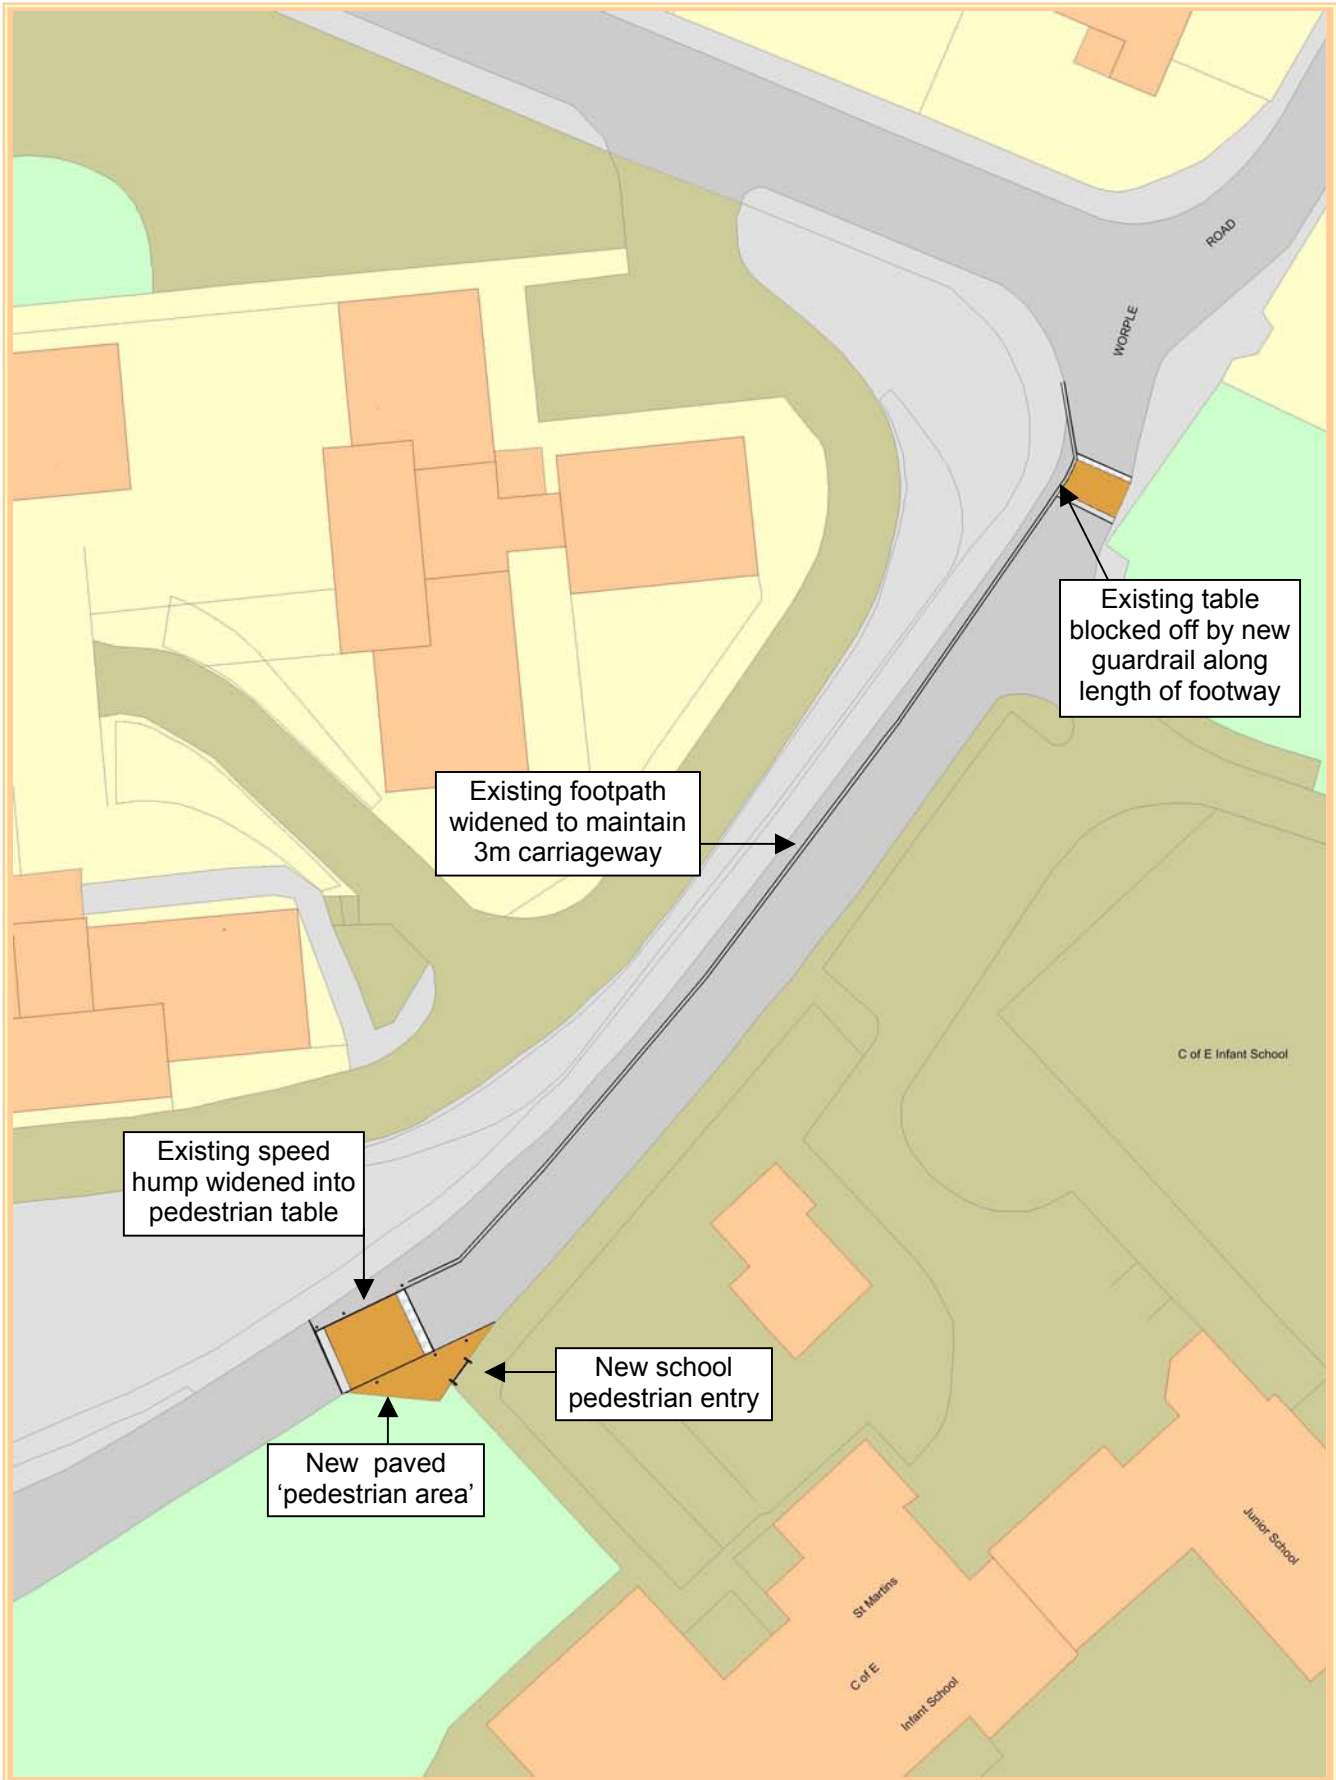 ROAD
WORPLE
Existing table
blocked off by new
guardrail along
length of footway
Existing footpath
widened to maintain
3m carriageway
C of E Infant School
Existing speed
hump widened into
pedestrian table
New school
pedestrian entry
New paved
‘pedestrian area’
Junior School
St Martins
C of E
Infant School